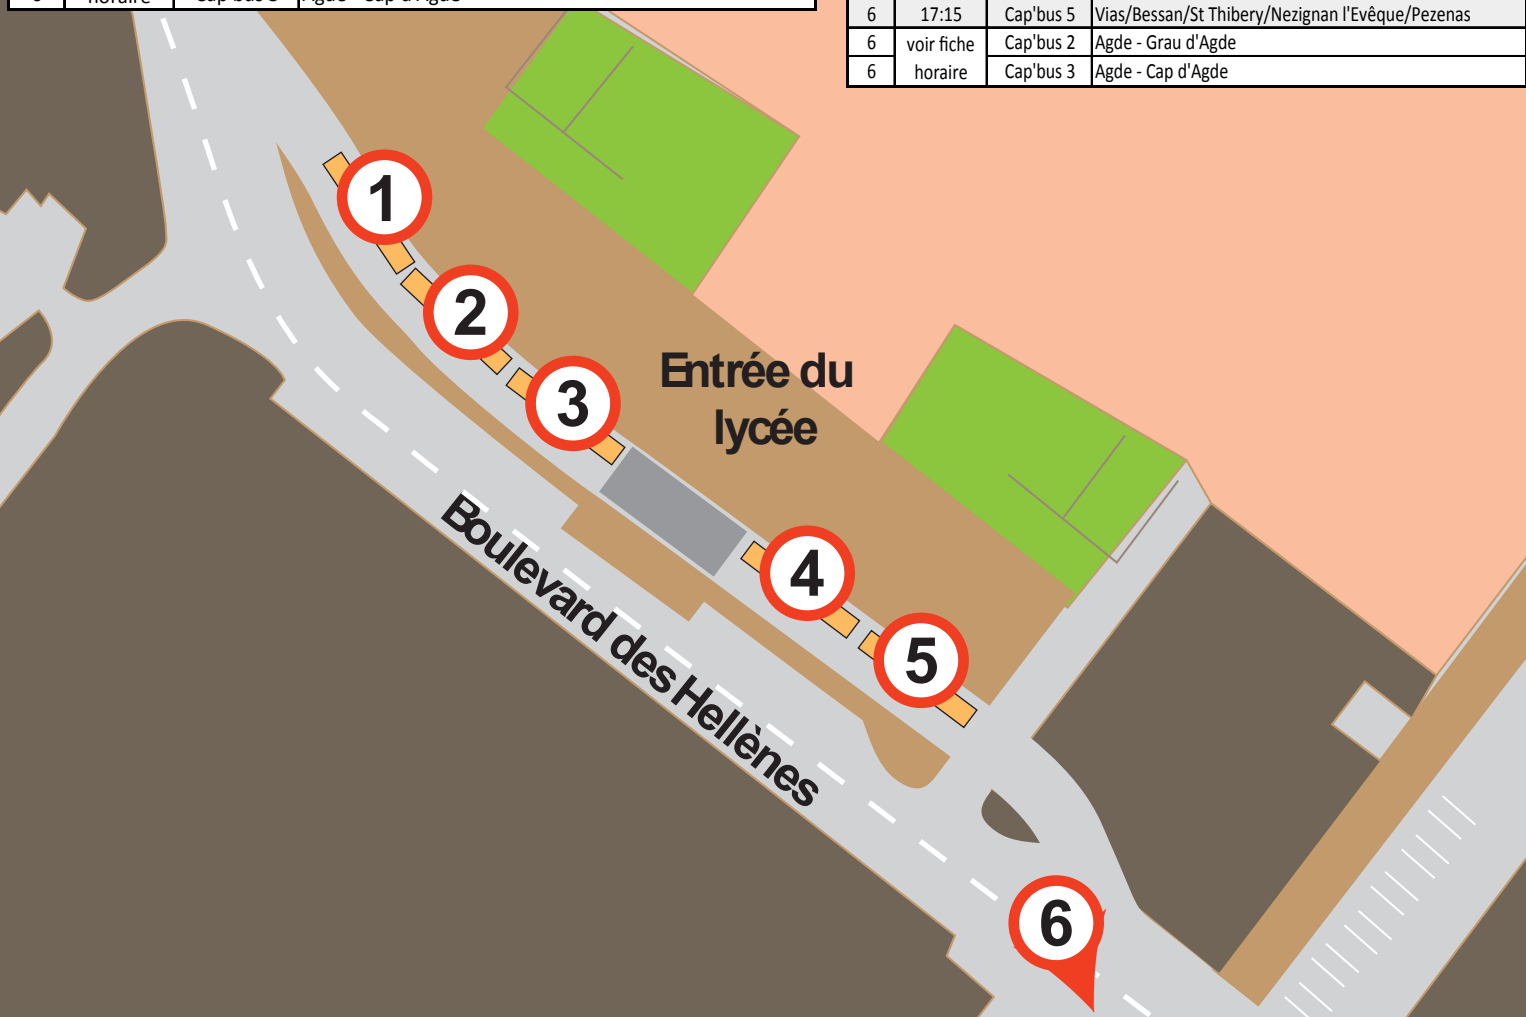 horaire
6 17:15 Cap'bus 5 Vias/Bessan/St Thibery/Nezignan l'Evêque/Pezenas
6 voir fiche Cap'bus 2 Agde - Grau d'Agde
6 horaire Cap'bus 3 Agde - Cap d'Agde
1
2
3
Entrée du
lycée
4
5
Boulevard des Hellènes
6